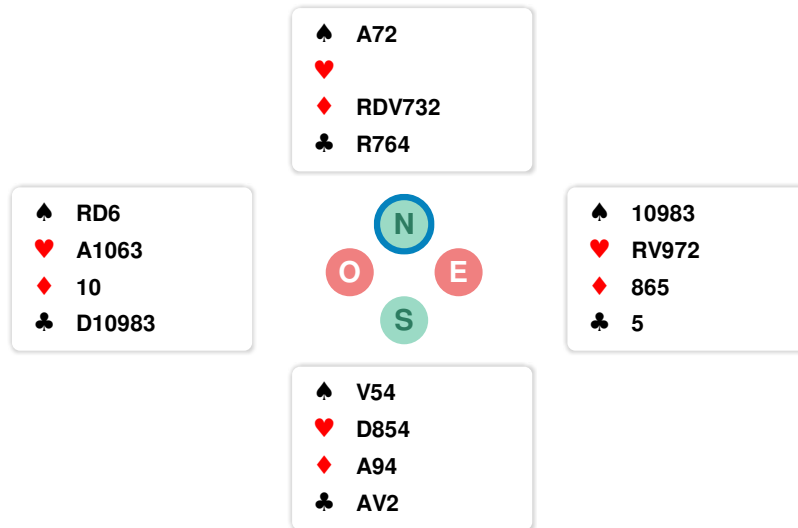 ♠ A72
♥
♦ RDV732
♣ R764
♠ RD6
♥ A1063
♦ 10
♣ D10983
N
O E
S
♠ 10983
♥ RV972
♦ 865
♣ 5
♠ V54
♥ D854
♦ A94
♣ AV2